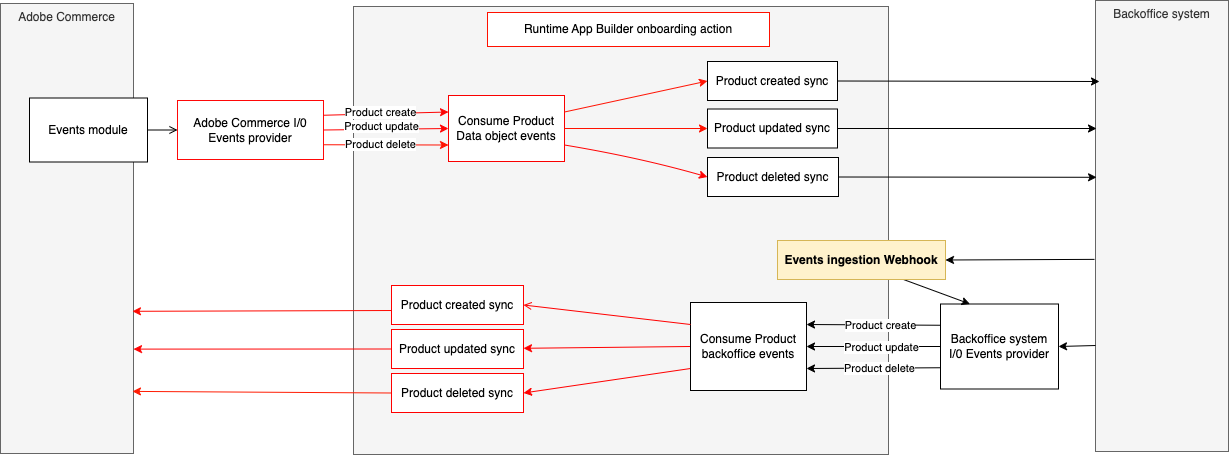 Adobe Commerce
Runtime App Builder onboarding action
Backoffice system
Events module
Adobe Commerce I/0
Events provider
Product create
Product update
Product delete
Consume Product
Data object events
Product created sync
Product updated sync
Product deleted sync
Events ingestion Webhook
Product created sync
Product updated sync
Product deleted sync
Consume Product
backoffice events
Product create
Product update
Product delete
Backoffice system
I/0 Events provider